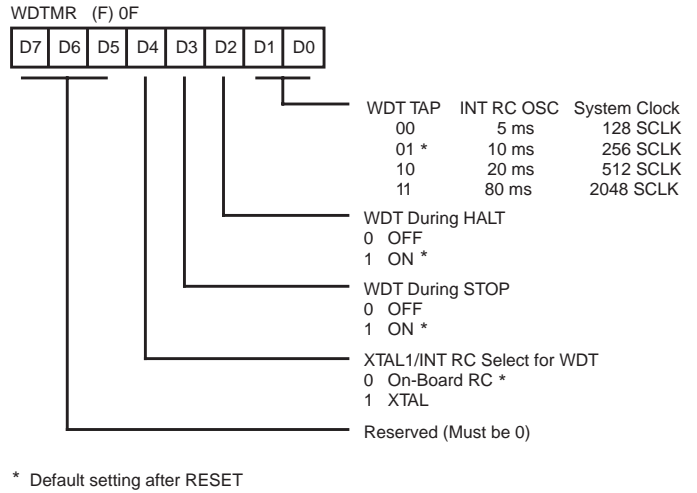 WDTMR (F) 0F
D7 D6 D5 D4 D3 D2 D1 D0
WDT TAP INT RC OSC System Clock
00 5 ms 128 SCLK
01 * 10 ms 256 SCLK
10 20 ms 512 SCLK
11 80 ms 2048 SCLK
WDT During HALT
0 OFF
1 ON *
WDT During STOP
0 OFF
1 ON *
XTAL1/INT RC Select for WDT
0 On-Board RC *
1 XTAL
Reserved (Must be 0)
* Default setting after RESET